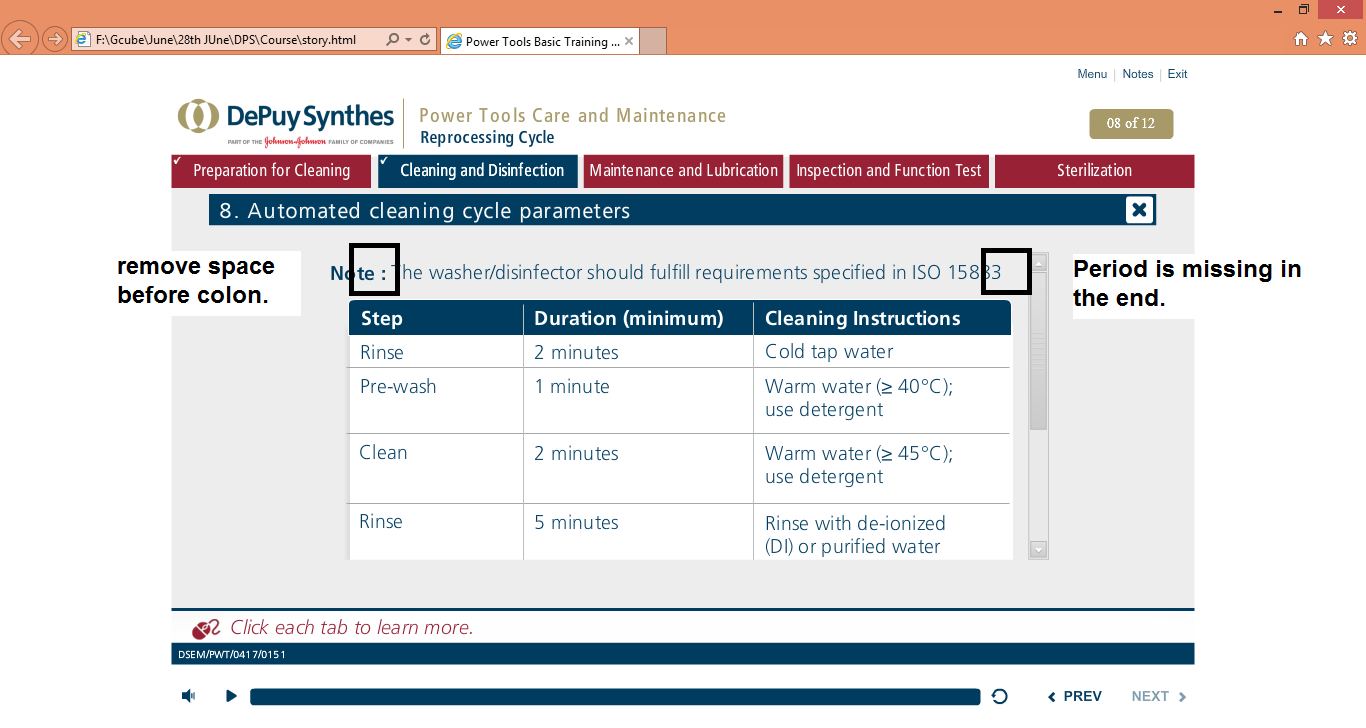 F:\Gcube\June\28th JUne\DPS\Course\story.html
Power Tools Basic Training ...
Menu | Notes | Exit
DePuy Synthes
PART OF THE Johnson & Johnson FAMILY OF COMPANIES
Power Tools Care and Maintenance
Reprocessing Cycle
08 of 12
Preparation for Cleaning
Cleaning and Disinfection
Maintenance and Lubrication
Inspection and Function Test
Sterilization
8. Automated cleaning cycle parameters
remove space
before colon.
Note : The washer/disinfector should fulfill requirements specified in ISO 15883
Period is missing in
the end.
Step Duration (minimum) Cleaning Instructions
Rinse 2 minutes Cold tap water
Pre-wash 1 minute Warm water (≥ 40°C);
use detergent
Clean 2 minutes Warm water (≥ 45°C);
use detergent
Rinse 5 minutes Rinse with de-ionized
(DI) or purified water
Click each tab to learn more.
DSEM/PWT/0417/0151
PREV NEXT